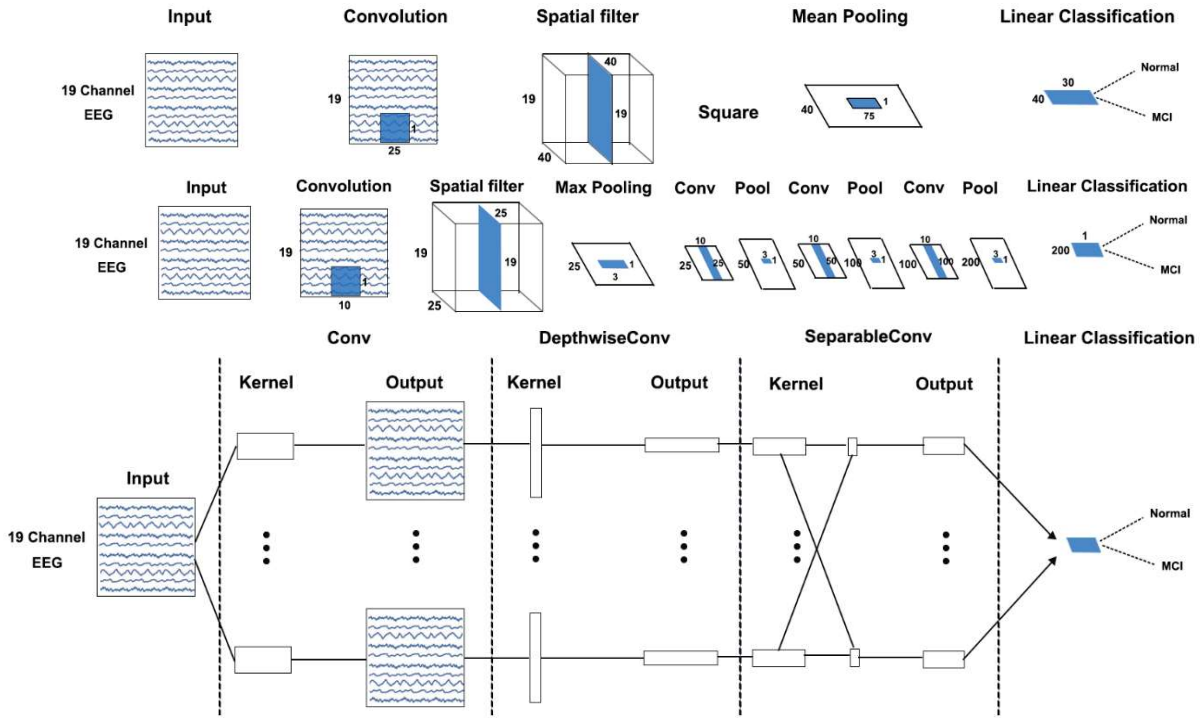 Input Convolution Spatial filter Mean Pooling Linear Classification
19 Channel
EEG
19
1
25
40
19
19
40
Square
40
1
75
30
40
Normal
MCI
Input Convolution Spatial filter Max Pooling Conv Pool Conv Pool Conv Pool Linear Classification
19 Channel
EEG
19
1
10
25
19
19
25
25
1
3
10
25
25
3
50
1
10
50
50
3
100
1
10
100
100
3
200
1
1
200
Normal
MCI
Conv DepthwiseConv SeparableConv Linear Classification
Kernel Output Kernel Output Kernel Output
Input
19 Channel
EEG
Normal
MCI